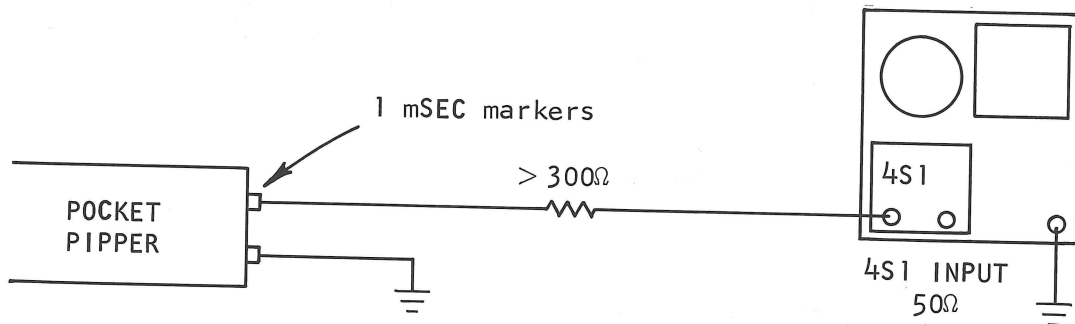 1 mSEC markers
> 300Ω
4S1
POCKET
PIPPER
4S1 INPUT
50Ω